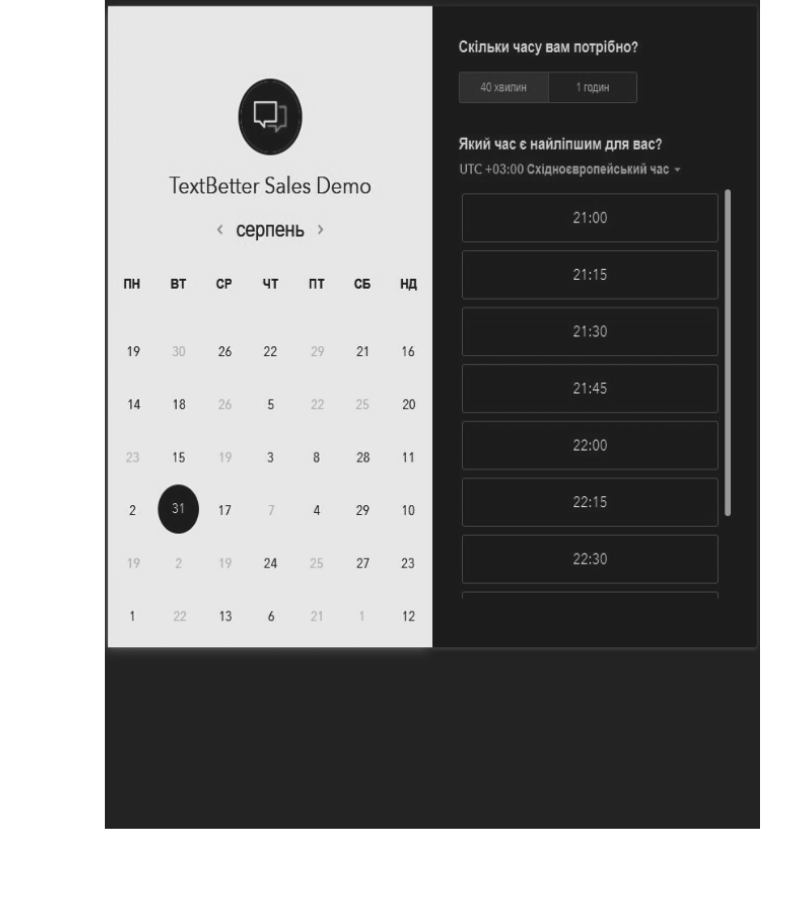 TextBetter Sales Demo
‹ серпень ›
ПН ВТ СР ЧТ ПТ СБ НД
19 30 26 22 29 21 16
14 18 26 5 22 25 20
23 15 19 3 8 28 11
2 31 17 7 4 29 10
19 2 19 24 25 27 23
1 22 13 6 21 1 12
Скільки часу вам потрібно?
40 хвилин 1 годин
Який час є найліпшим для вас?
UTC +03:00 Східноєвропейський час
21:00
21:15
21:30
21:45
22:00
22:15
22:30